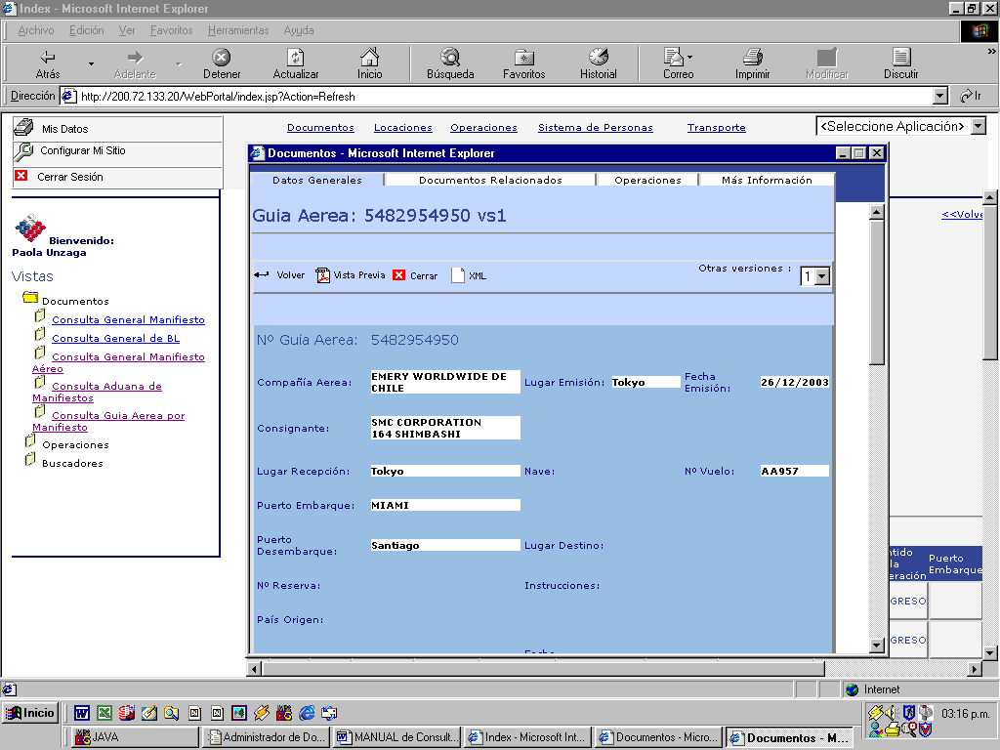 Index - Microsoft Internet Explorer
Archivo Edición Ver Favoritos Herramientas Ayuda
Atrás Adelante Detener Actualizar Inicio Búsqueda Favoritos Historial Correo Imprimir Modificar Discutir
Dirección http://200.72.133.20/WebPortal/index.jsp?Action=Refresh Ir
Mis Datos
Configurar Mi Sitio
Cerrar Sesión
Documentos Locaciones Operaciones Sistema de Personas Transporte <Seleccione Aplicación>
Bienvenido:
Paola Unzaga
Vistas
Documentos
Consulta General Manifiesto
Consulta General de BL
Consulta General Manifiesto
Aéreo
Consulta Aduana de
Manifiestos
Consulta Guia Aerea por
Manifiesto
Operaciones
Buscadores
Documentos - Microsoft Internet Explorer
Datos Generales Documentos Relacionados Operaciones Más Información
Guia Aerea: 5482954950 vs1
Volver Vista Previa Cerrar XML Otras versiones : 1
Nº Guía Aerea: 5482954950
Compañía Aerea: EMERY WORLDWIDE DE
CHILE
Lugar Emisión: Tokyo
Fecha
Emisión: 26/12/2003
Consignante: SMC CORPORATION
164 SHIMBASHI
Lugar Recepción: Tokyo Nave: Nº Vuelo: AA957
Puerto Embarque: MIAMI
Puerto
Desembarque: Santiago Lugar Destino:
Nº Reserva: Instrucciones:
País Origen:
Fecha
<<Volve
ntido
la
eración
Puerto
Embarque
GRESO
GRESO
Internet
Inicio 03:16 p.m.
JAVA Administrador de Do... MANUAL de Consult... Index - Microsoft Int... Documentos - Micro... Documentos - M...